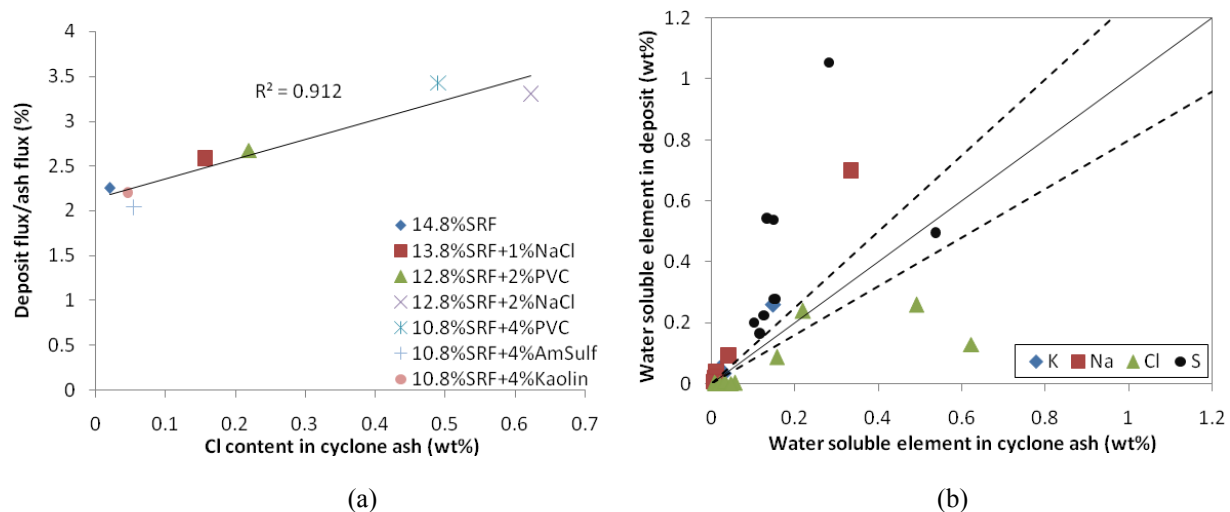 4
3.5
3
2.5
2
1.5
1
0.5
0
Deposit flux/ash flux (%)
R² = 0.912
14.8%SRF
13.8%SRF+1%NaCl
12.8%SRF+2%PVC
12.8%SRF+2%NaCl
10.8%SRF+4%PVC
10.8%SRF+4%AmSulf
10.8%SRF+4%Kaolin
0 0.1 0.2 0.3 0.4 0.5 0.6 0.7
Cl content in cyclone ash (wt%)
(a)
1.2
1
0.8
0.6
0.4
0.2
0
Water soluble element in deposit (wt%)
K Na Cl S
0 0.2 0.4 0.6 0.8 1 1.2
Water soluble element in cyclone ash (wt%)
(b)